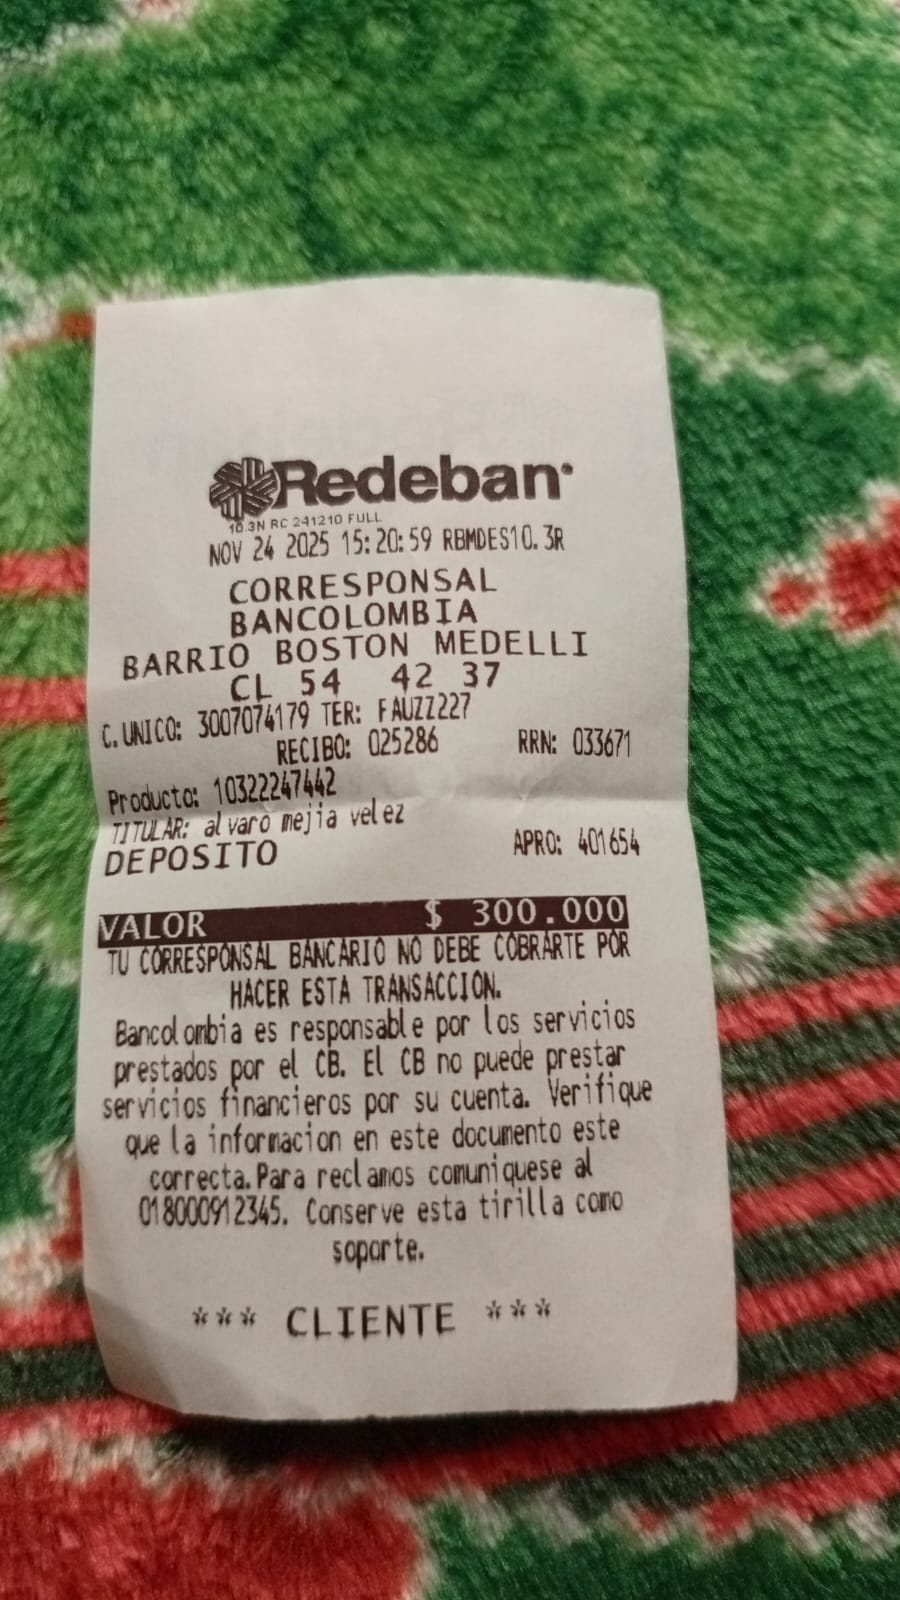 Redeban
10.3N RC 241210 FULL
NOV 24 2025 15:20:59 RBMDES10.3R
CORRESPONSAL
BANCOLOMBIA
BARRIO BOSTON MEDELLI
CL 54 42 37
C.UNICO: 3007074179 TER: FAUZZ227
RECIBO: 025286 RRN: 033671
Producto: 10322247442
TITULAR: alvaro mejia velez
DEPOSITO APRO: 401654
VALOR $ 300.000
TU CORRESPONSAL BANCARIO NO DEBE COBRARTE POR
HACER ESTA TRANSACCION.
Bancolombia es responsable por los servicios
prestados por el CB. El CB no puede prestar
servicios financieros por su cuenta. Verifique
que la informacion en este documento este
correcta.Para reclamos comuniquese al
018000912345. Conserve esta tirilla como
soporte.
*** CLIENTE ***